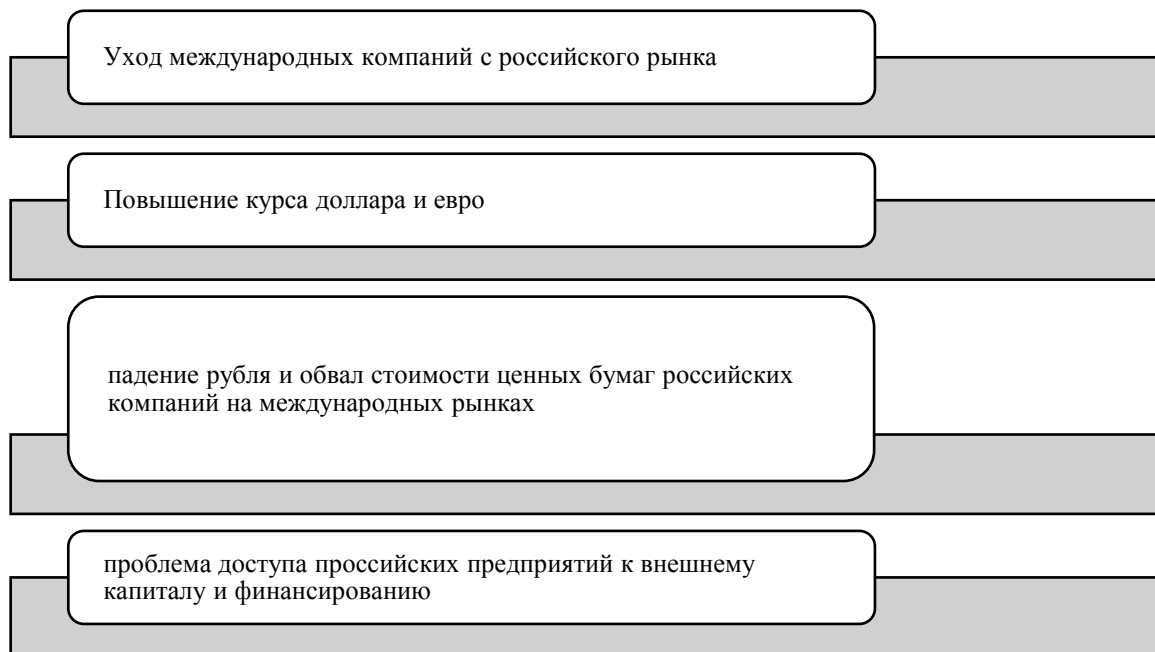 Уход международных компаний с российского рынка
Повышение курса доллара и евро
падение рубля и обвал стоимости ценных бумаг российских
компаний на международных рынках
проблема доступа проссийских предприятий к внешнему
капиталу и финансированию